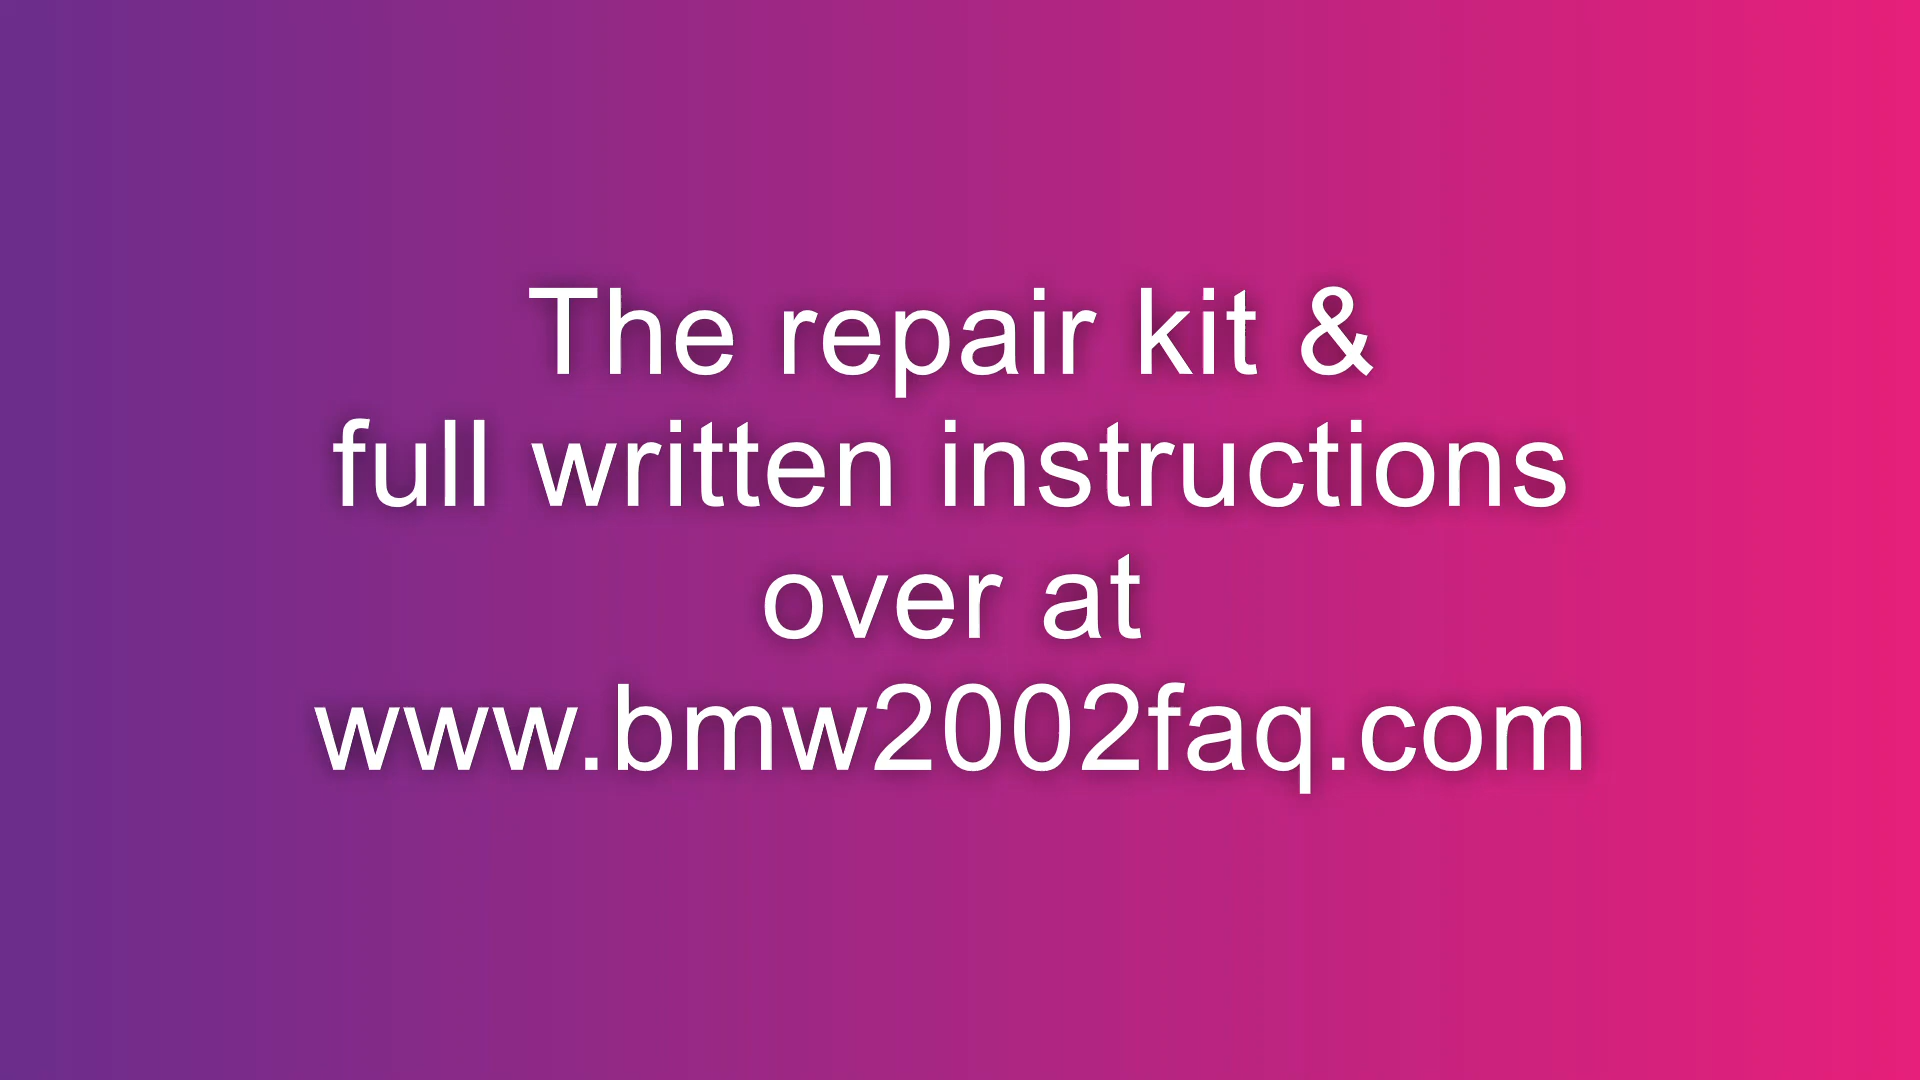 The repair kit &
full written instructions
over at
www.bmw2002faq.com